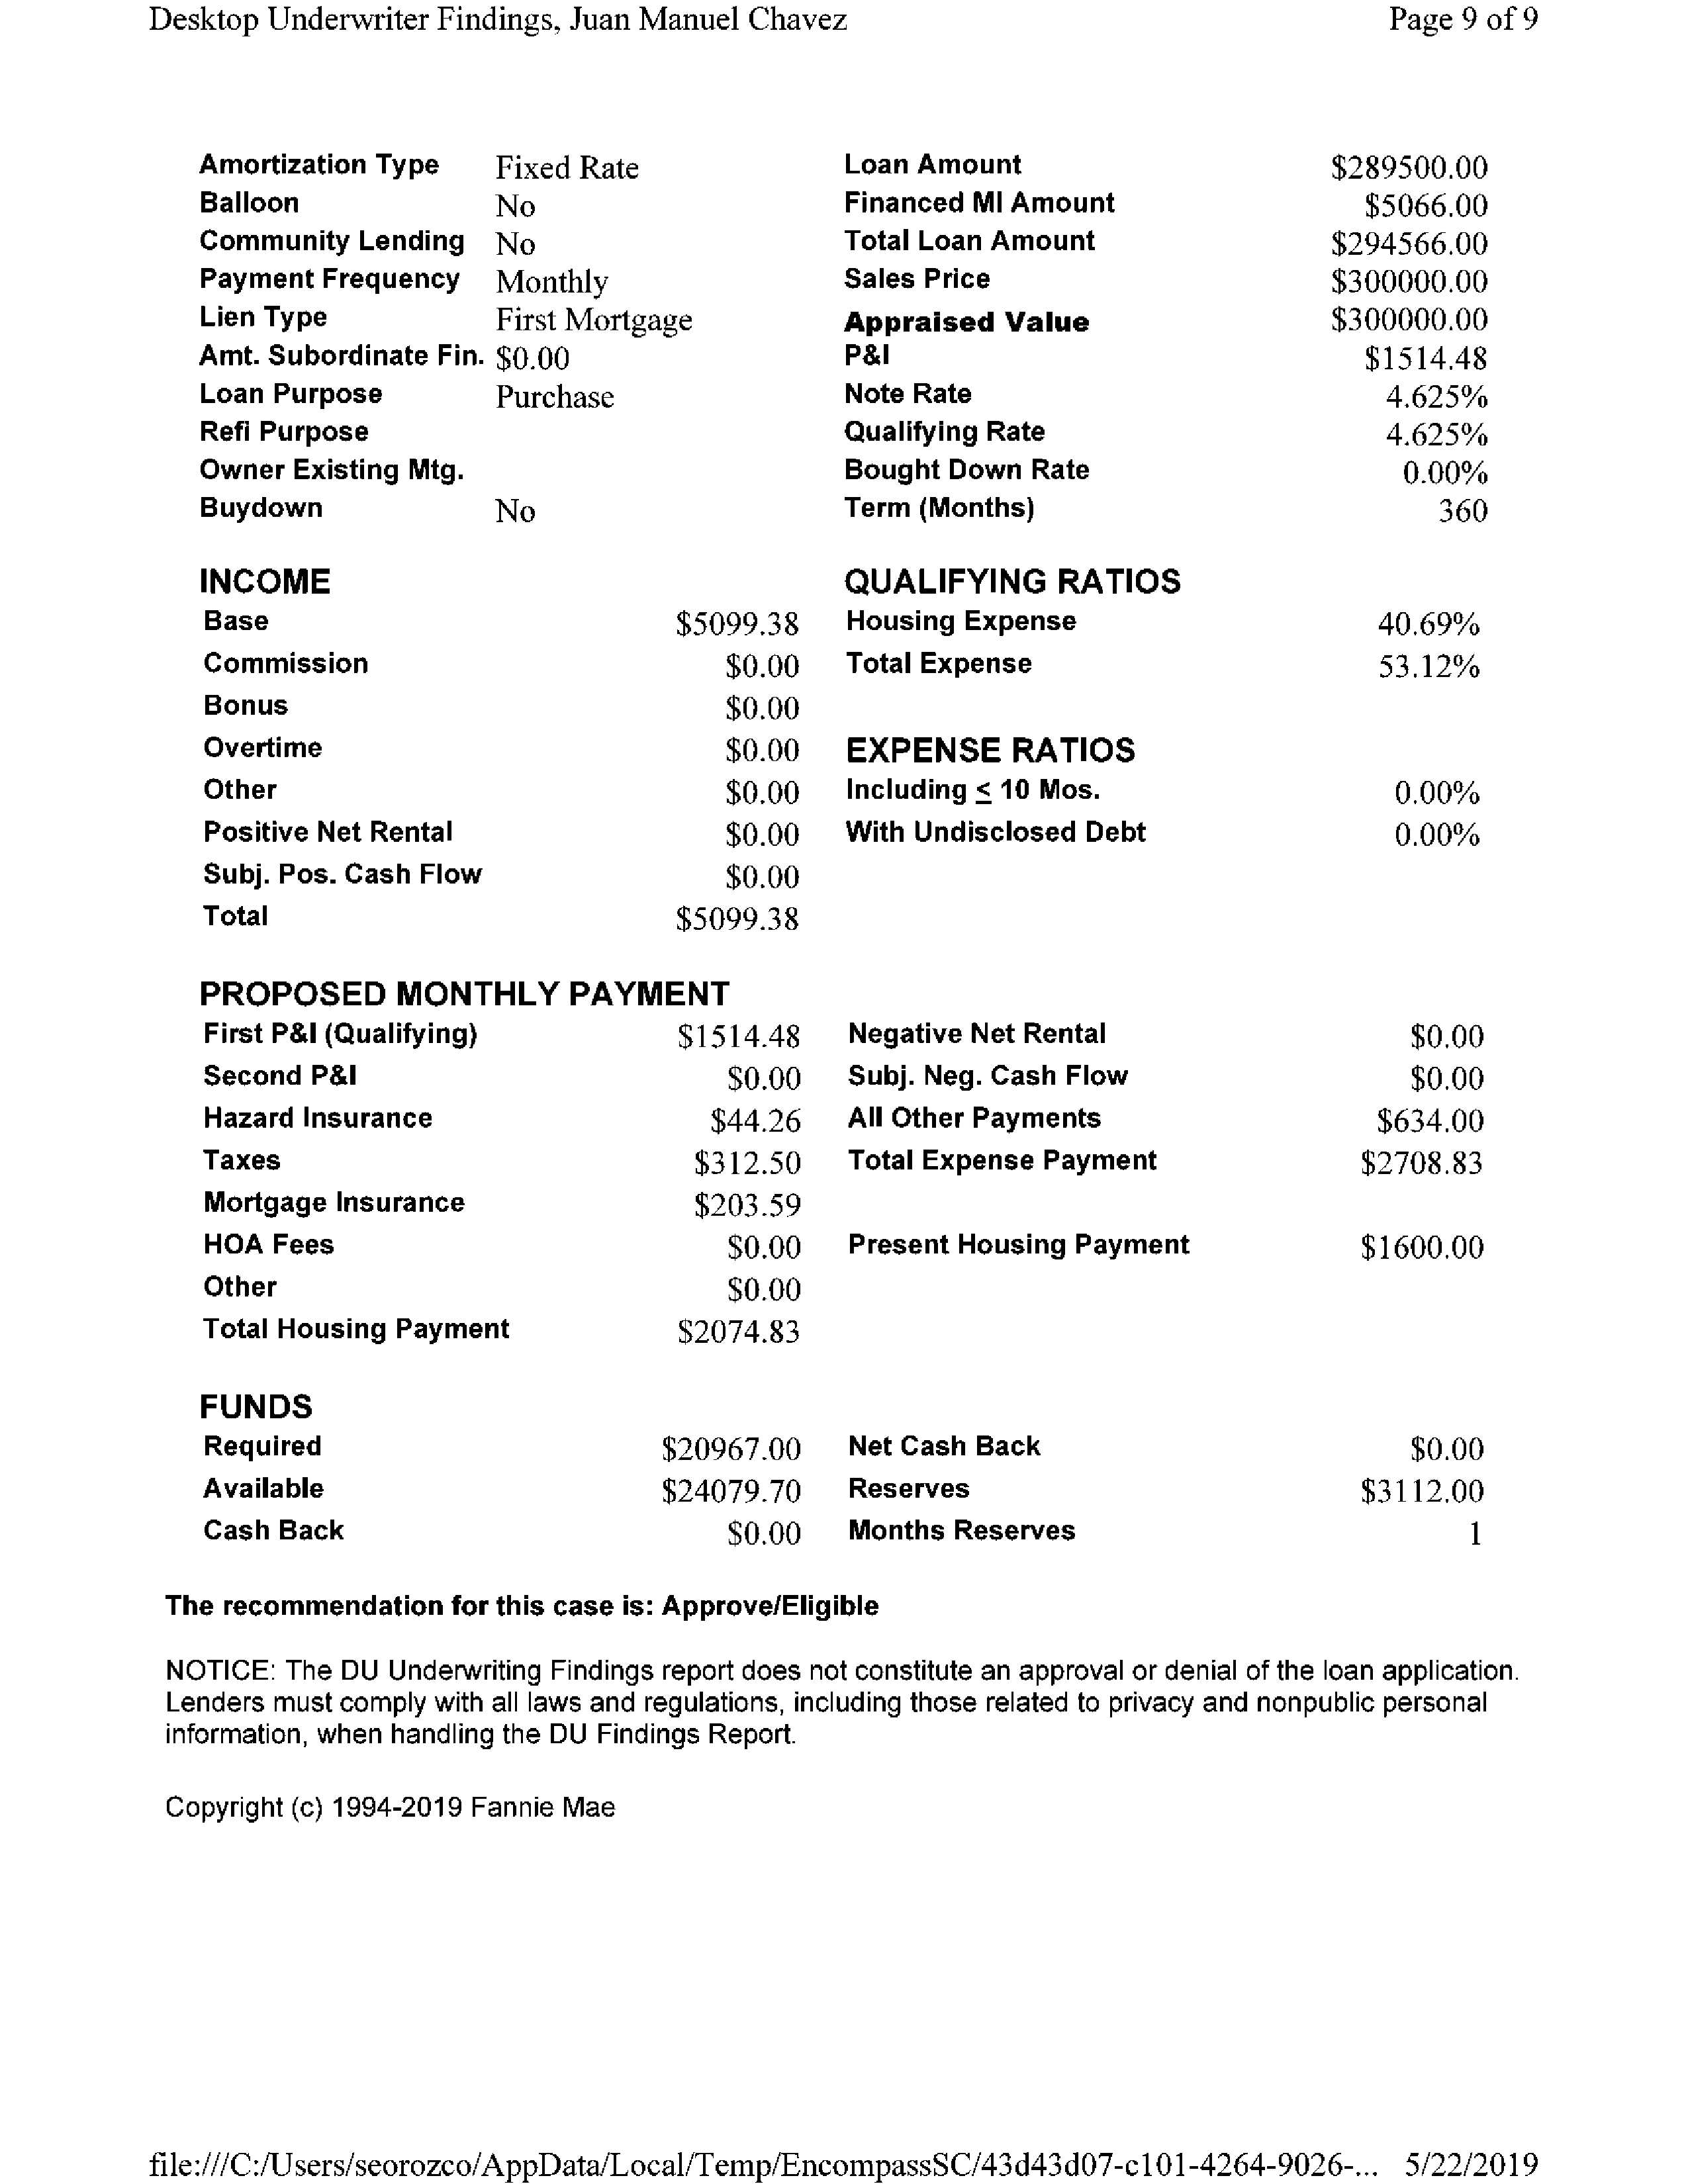 Desktop Underwriter Findings, Juan Manuel Chavez Page 9 of 9
Amortization Type Fixed Rate Loan Amount $289500.00
Balloon No Financed MI Amount $5066.00
Community Lending No Total Loan Amount $294566.00
Payment Frequency Monthly Sales Price $300000.00
Lien Type First Mortgage Appraised Value $300000.00
Amt. Subordinate Fin. $0.00 P&I $1514.48
Loan Purpose Purchase Note Rate 4.625%
Refi Purpose Qualifying Rate 4.625%
Owner Existing Mtg. Bought Down Rate 0.00%
Buydown No Term (Months) 360
INCOME QUALIFYING RATIOS
Base $5099.38 Housing Expense 40.69%
Commission $0.00 Total Expense 53.12%
Bonus $0.00
Overtime $0.00 EXPENSE RATIOS
Other $0.00 Including ≤ 10 Mos. 0.00%
Positive Net Rental $0.00 With Undisclosed Debt 0.00%
Subj. Pos. Cash Flow $0.00
Total $5099.38
PROPOSED MONTHLY PAYMENT
First P&I (Qualifying) $1514.48 Negative Net Rental $0.00
Second P&I $0.00 Subj. Neg. Cash Flow $0.00
Hazard Insurance $44.26 All Other Payments $634.00
Taxes $312.50 Total Expense Payment $2708.83
Mortgage Insurance $203.59
HOA Fees $0.00 Present Housing Payment $1600.00
Other $0.00
Total Housing Payment $2074.83
FUNDS
Required $20967.00 Net Cash Back $0.00
Available $24079.70 Reserves $3112.00
Cash Back $0.00 Months Reserves 1
The recommendation for this case is: Approve/Eligible
NOTICE: The DU Underwriting Findings report does not constitute an approval or denial of the loan application.
Lenders must comply with all laws and regulations, including those related to privacy and nonpublic personal
information, when handling the DU Findings Report.
Copyright (c) 1994-2019 Fannie Mae
file:///C:/Users/seorozco/AppData/Local/Temp/EncompassSC/43d43d07-c101-4264-9026-... 5/22/2019